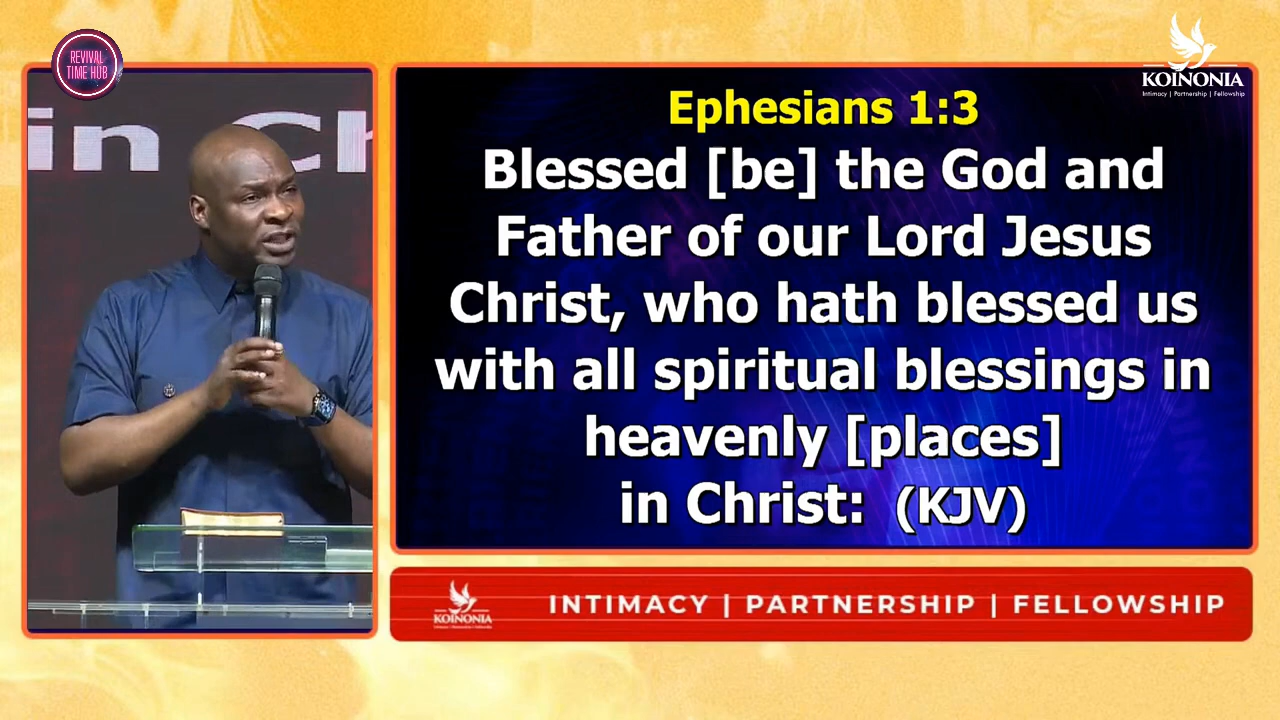 REVIVAL
TIME HUB
in Ch
KOINONIA
Intimacy | Partnership | Fellowship
Ephesians 1:3
Blessed [be] the God and
Father of our Lord Jesus
Christ, who hath blessed us
with all spiritual blessings in
heavenly [places]
in Christ: (KJV)
KOINONIA
INTIMACY | PARTNERSHIP | FELLOWSHIP